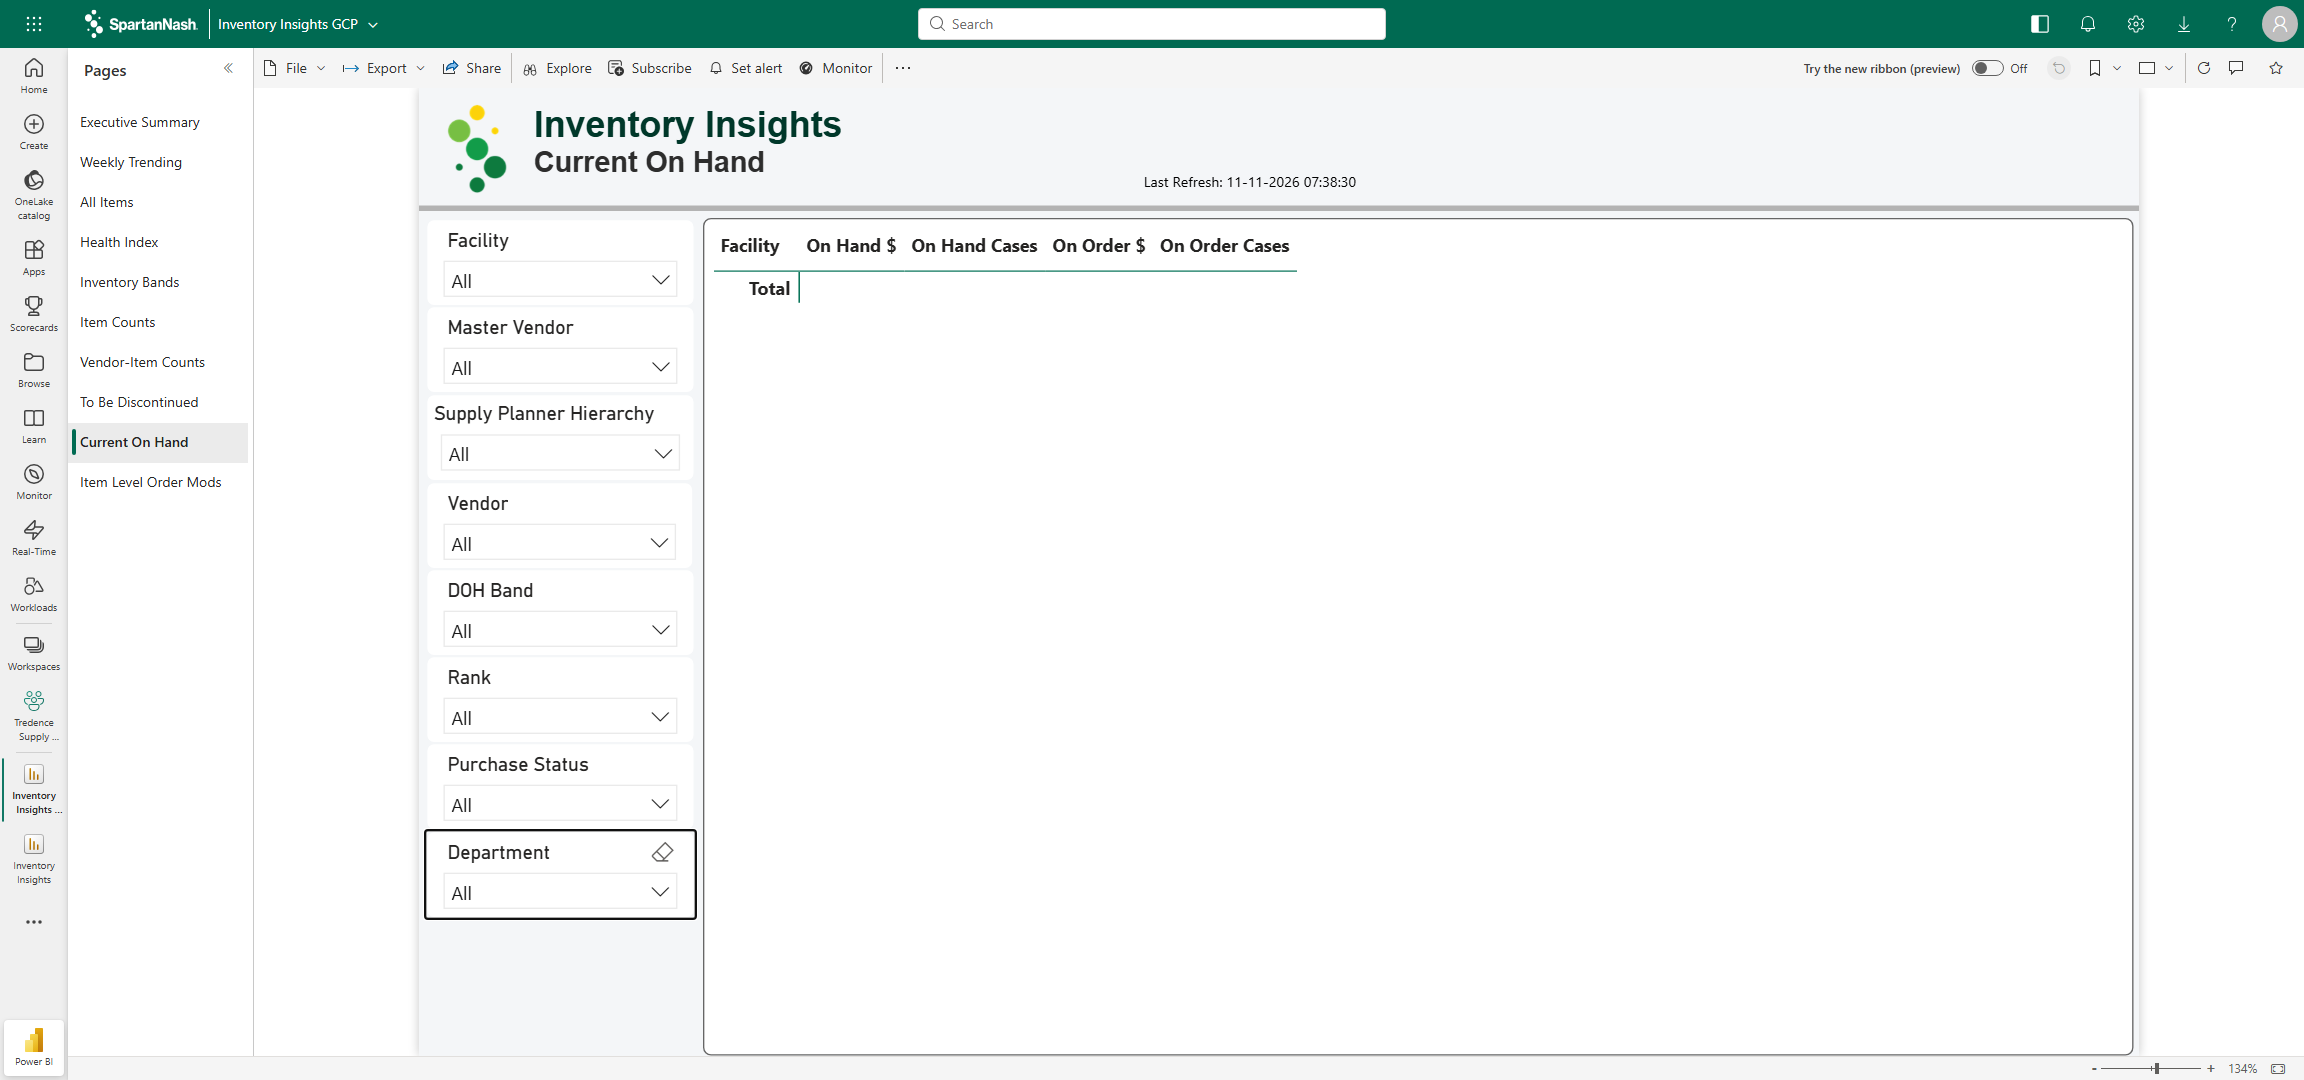 SpartanNash
Inventory Insights GCP
Search
Home
Create
OneLake
catalog
Apps
Scorecards
Browse
Learn
Monitor
Real-Time
Workloads
Workspaces
Tredence
Supply ...
Inventory
Insights ...
Inventory
Insights
Power BI
Pages
Executive Summary
Weekly Trending
All Items
Health Index
Inventory Bands
Item Counts
Vendor-Item Counts
To Be Discontinued
Current On Hand
Item Level Order Mods
File
Export
Share
Explore
Subscribe
Set alert
Monitor
Try the new ribbon (preview)
Off
Inventory Insights
Current On Hand
Last Refresh: 11-11-2026 07:38:30
Facility
All
Master Vendor
All
Supply Planner Hierarchy
All
Vendor
All
DOH Band
All
Rank
All
Purchase Status
All
Department
All
Facility On Hand $ On Hand Cases On Order $ On Order Cases
Total
- + 134%